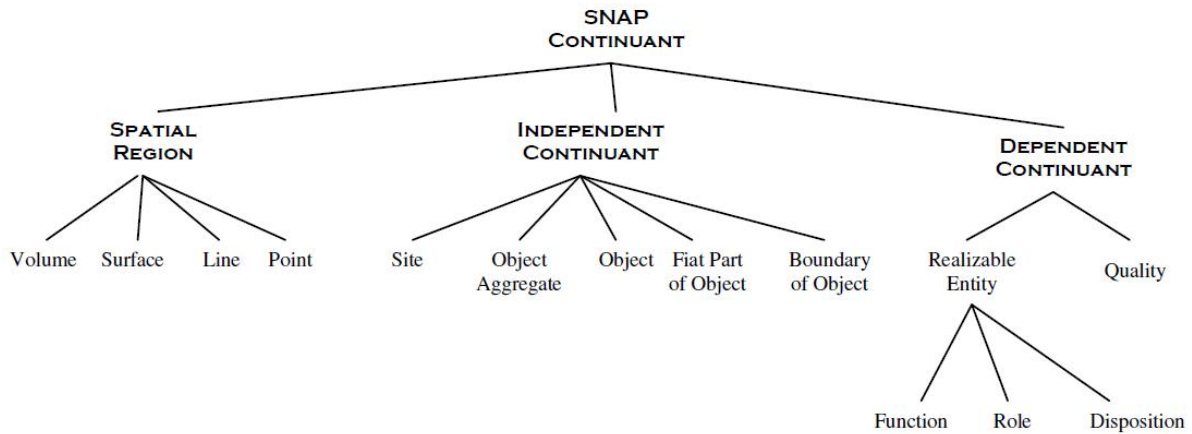 SNAP
CONTINUANT
SPATIAL
REGION
INDEPENDENT
CONTINUANT
DEPENDENT
CONTINUANT
Volume
Surface
Line
Point
Site
Object
Aggregate
Object
Fiat Part
of Object
Boundary
of Object
Realizable
Entity
Quality
Function
Role
Disposition